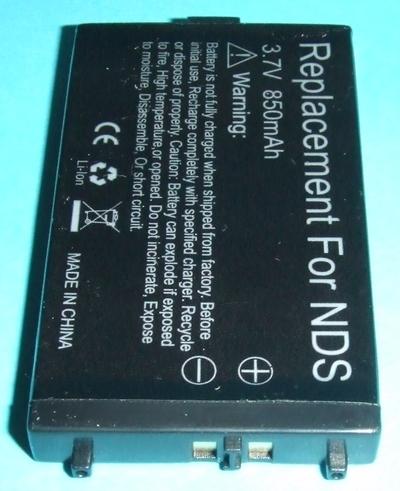 Replacement For NDS
3.7V 850mAh
⚠ Warning:
Battery is not fully charged when shipped from factory. Before
initial use, Recharge completely with specified charger. Recycle
or dispose of properly. Caution: Battery can explode if exposed
to fire, High temperature,or opened. Do not incinerate, Expose
to moisture, Disassemble, Or short circuit.
CE
Li-ion
MADE IN CHINA